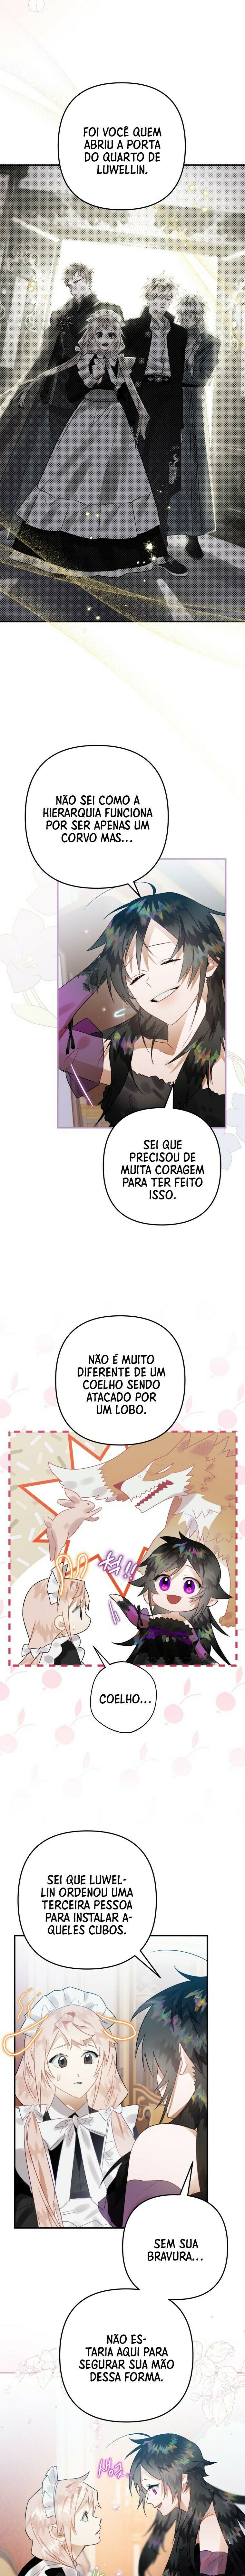 FOI VOCÊ QUEM
ABRIU A PORTA
DO QUARTO DE
LUWELLIN.
NÃO SEI COMO A
HIERARQUIA FUNCIONA
POR SER APENAS UM
CORVO MAS...
SEI QUE
PRECISOU DE
MUITA CORAGEM
PARA TER FEITO
ISSO.
NÃO É MUITO
DIFERENTE DE UM
COELHO SENDO
ATACADO POR
UM LOBO.
COELHO...
SEI QUE LUWEL-
LIN ORDENOU UMA
TERCEIRA PESSOA
PARA INSTALAR A-
QUELES CUBOS.
SEM SUA
BRAVURA...
NÃO ES-
TARIA AQUI PARA
SEGURAR SUA MÃO
DESSA FORMA.